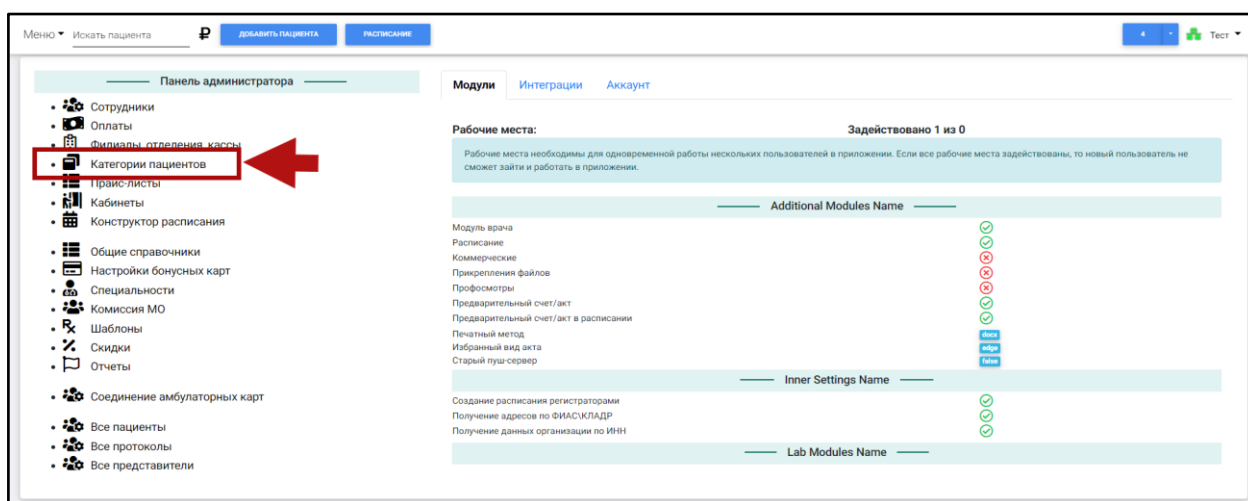 Меню Искать пациента ₽ ДОБАВИТЬ ПАЦИЕНТА РАСПИСАНИЕ 4 Тест
Панель администратора
Сотрудники
Оплаты
Филиалы, отделения, кассы
Категории пациентов
Прайс-листы
Кабинеты
Конструктор расписания
Общие справочники
Настройки бонусных карт
Специальности
Комиссия МО
Шаблоны
Скидки
Отчеты
Соединение амбулаторных карт
Все пациенты
Все протоколы
Все представители
Модули Интеграции Аккаунт
Рабочие места: Задействовано 1 из 0
Рабочие места необходимы для одновременной работы нескольких пользователей в приложении. Если все рабочие места задействованы, то новый пользователь не
сможет зайти и работать в приложении.
Additional Modules Name
Модуль врача
Расписание
Коммерческие
Прикрепления файлов
Профосмотры
Предварительный счет/акт
Предварительный счет/акт в расписании
Печатный метод docx
Избранный вид акта edge
Старый пуш-сервер false
Inner Settings Name
Создание расписания регистраторами
Получение адресов по ФИАС\КЛАДР
Получение данных организации по ИНН
Lab Modules Name